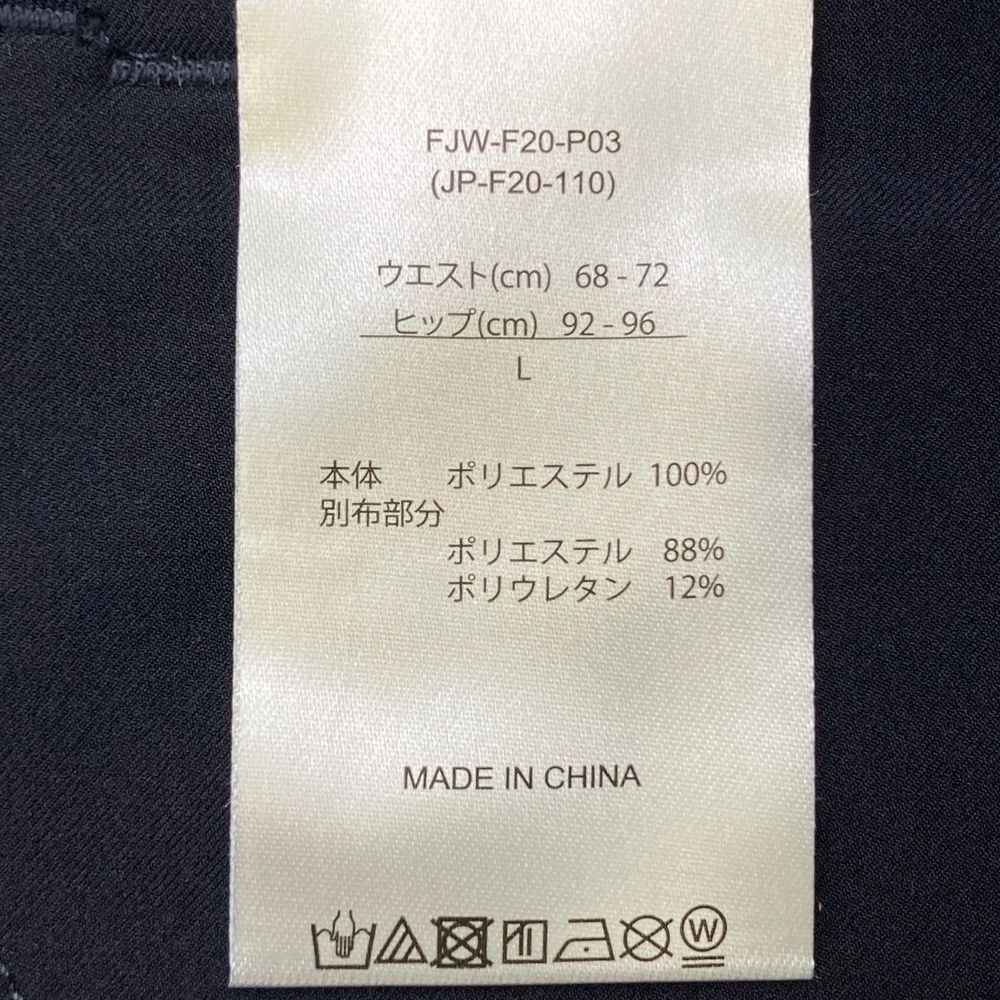 FJW-F20-P03
(JP-F20-110)
ウエスト(cm) 68 - 72
ヒップ(cm) 92 - 96
L
本体 ポリエステル 100%
別布部分
ポリエステル 88%
ポリウレタン 12%
MADE IN CHINA
W